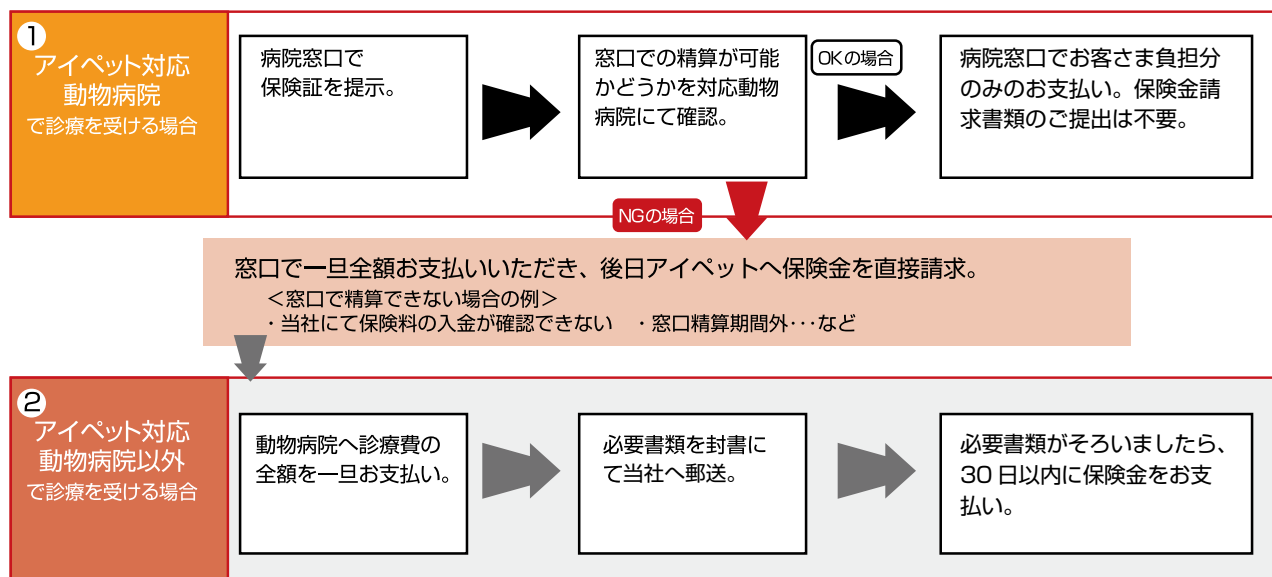 1
アイペット対応
動物病院
で診療を受ける場合
病院窓口で
保険証を提示。
窓口での精算が可能
かどうかを対応動物
病院にて確認。
OKの場合
病院窓口でお客さま負担分
のみのお支払い。保険金請
求書類のご提出は不要。
NGの場合
窓口で一旦全額お支払いいただき、後日アイペットへ保険金を直接請求。
＜窓口で精算できない場合の例＞
・当社にて保険料の入金が確認できない　・窓口精算期間外･･･など
2
アイペット対応
動物病院以外
で診療を受ける場合
動物病院へ診療費の
全額を一旦お支払い。
必要書類を封書に
て当社へ郵送。
必要書類がそろいましたら、
30日以内に保険金をお支
払い。